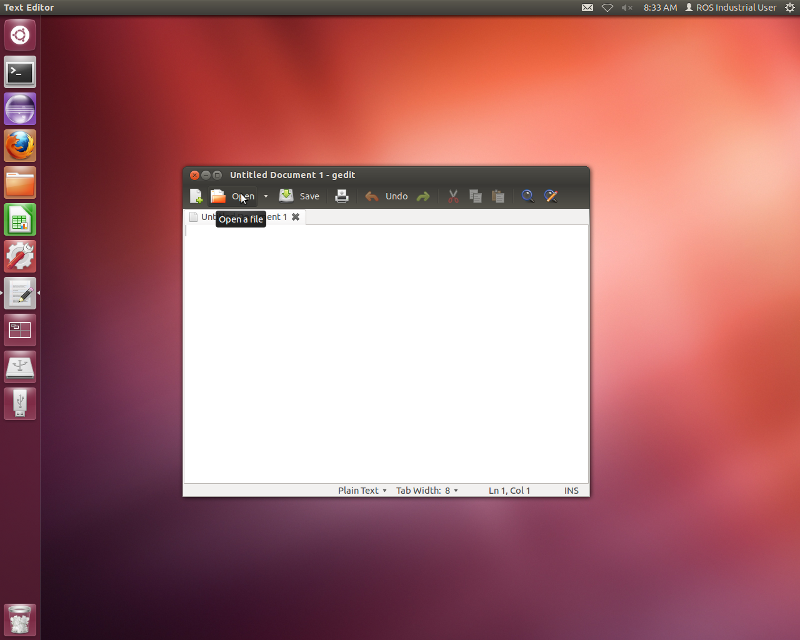 Text Editor
8:33 AM ROS Industrial User
Untitled Document 1 - gedit
Open Save Undo
Open a file
ent 1
Plain Text Tab Width: 8 Ln 1, Col 1 INS